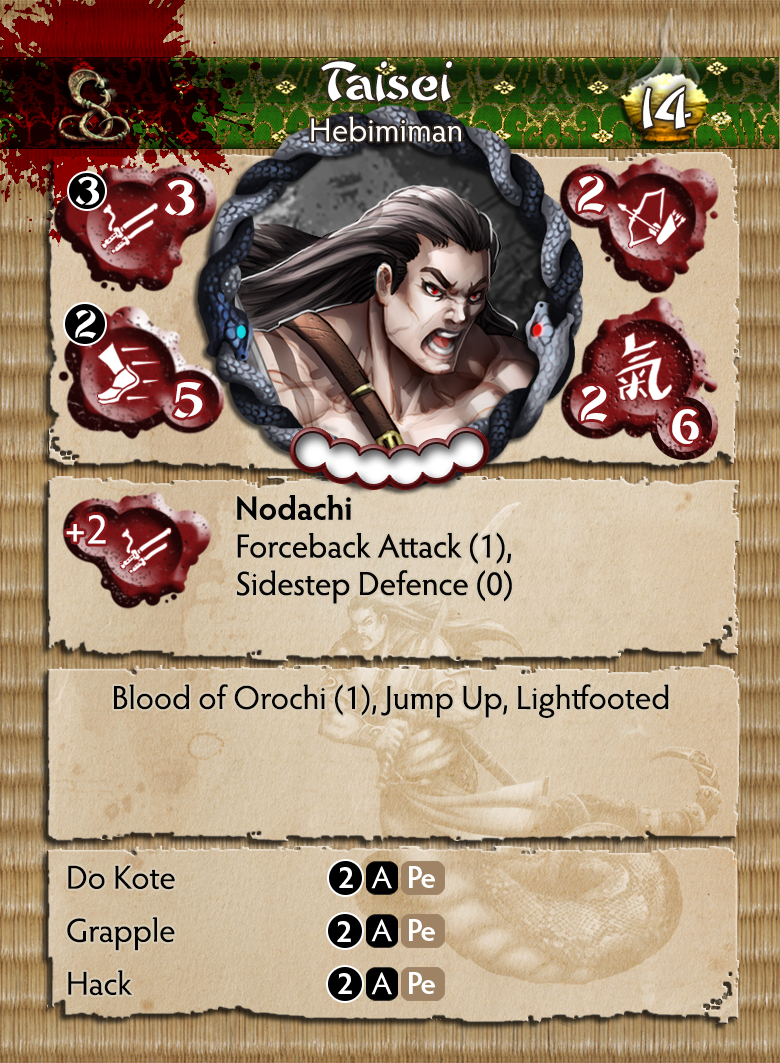 Taisei
14
Hebimiman
3 3
2
2 5
氣
2 6
+2
Nodachi
Forceback Attack (1),
Sidestep Defence (0)
Blood of Orochi (1), Jump Up, Lightfooted
Do Kote 2 A Pe
Grapple 2 A Pe
Hack 2 A Pe